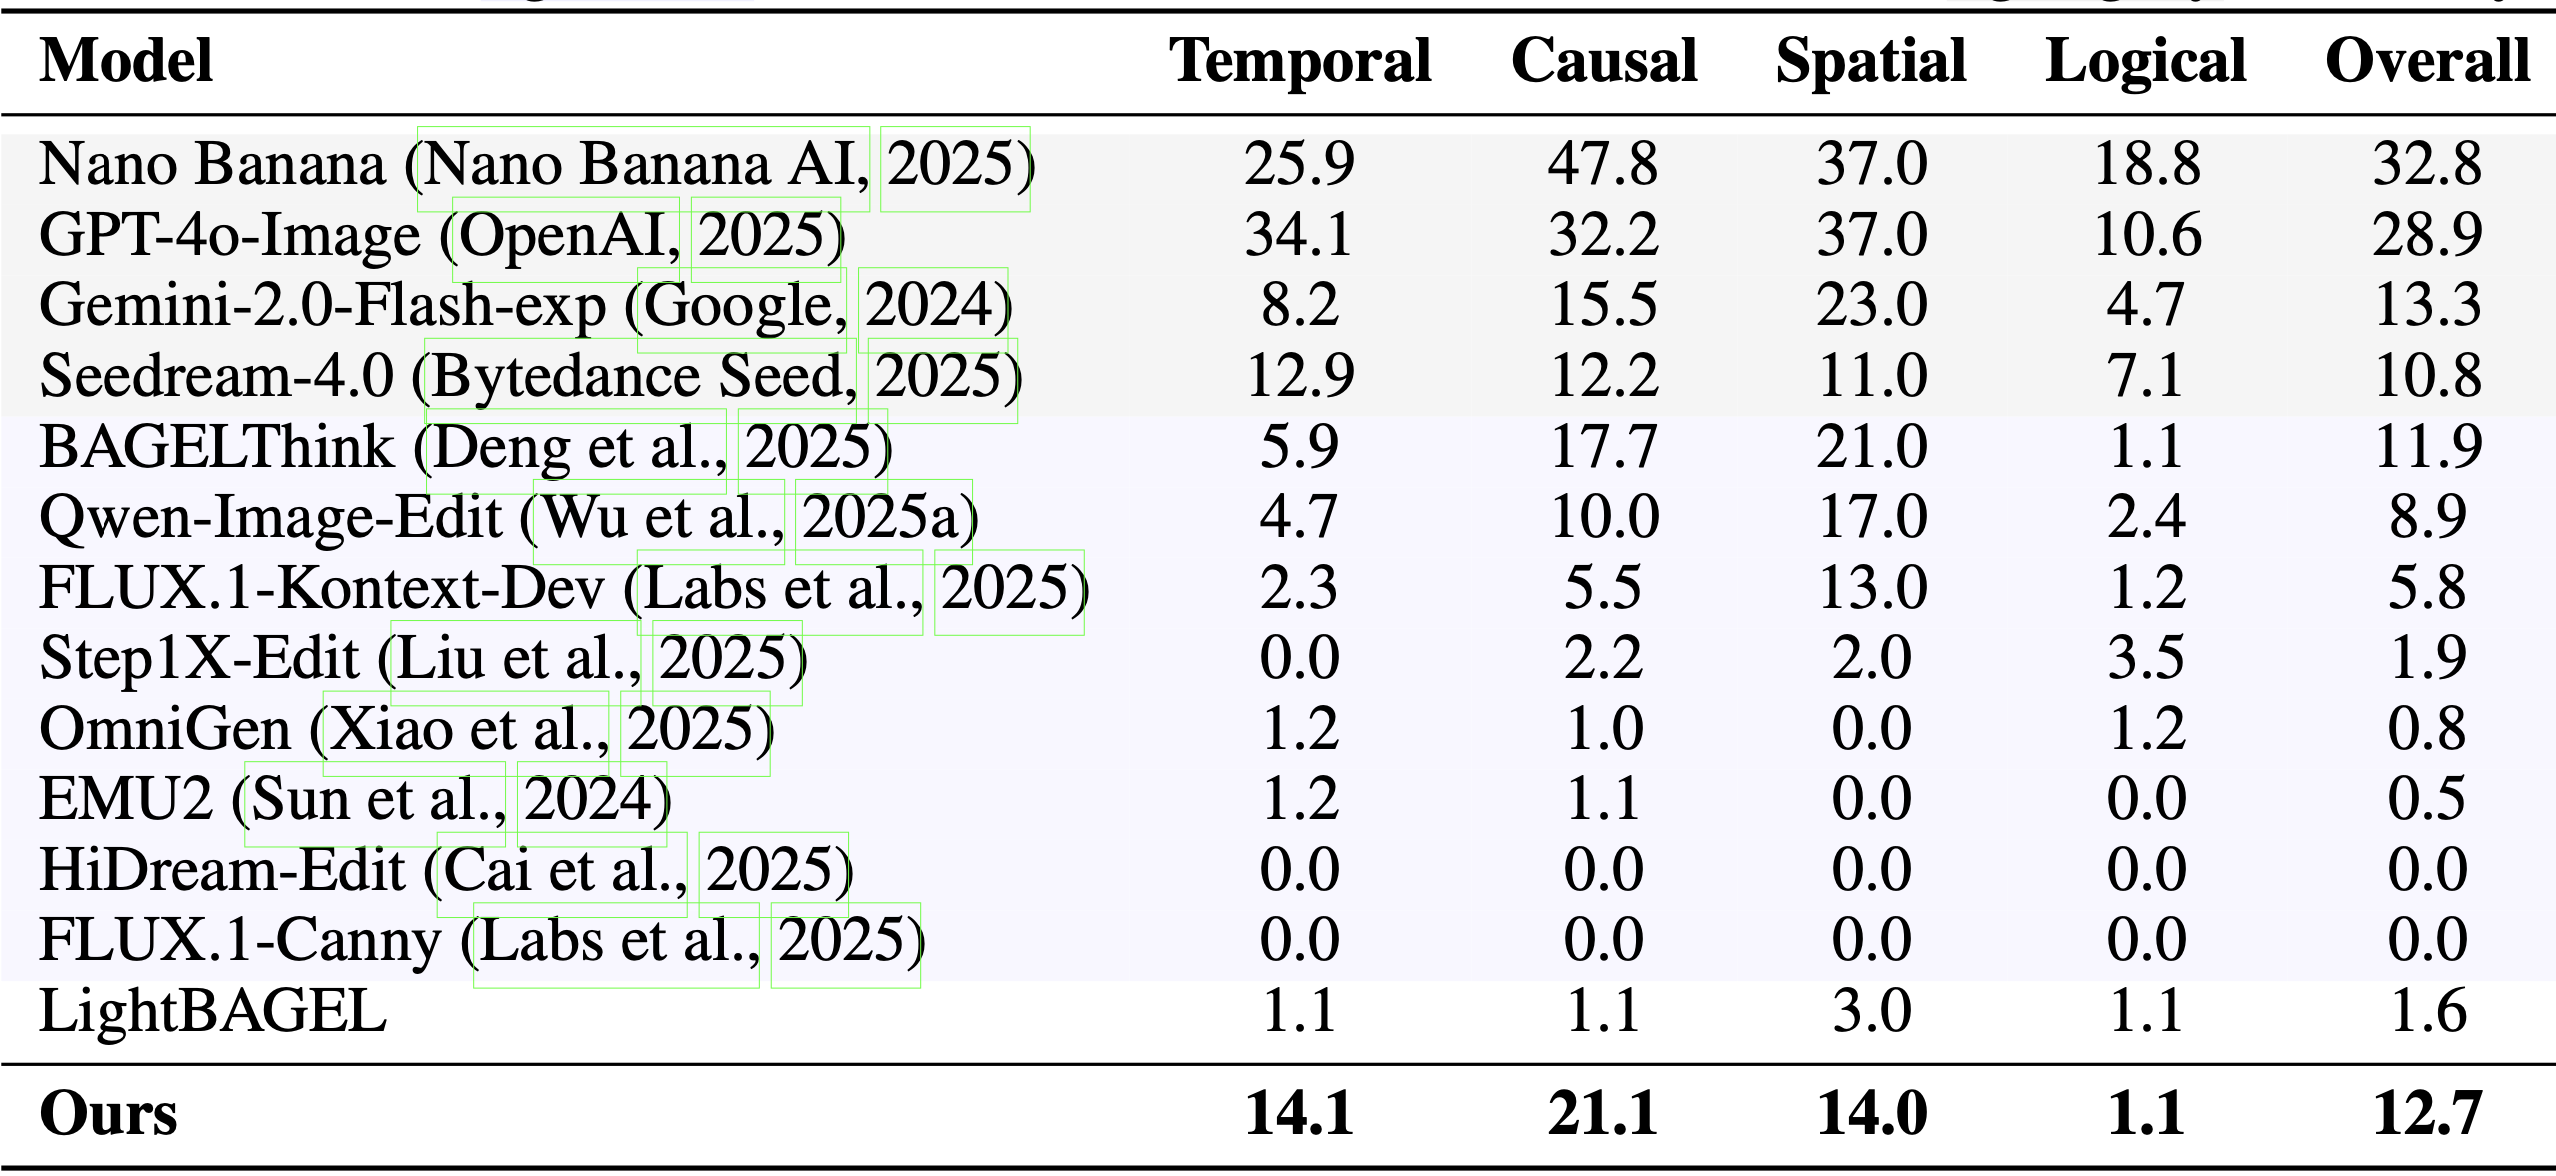 Model Temporal Causal Spatial Logical Overall
Nano Banana (Nano Banana AI, 2025) 25.9 47.8 37.0 18.8 32.8
GPT-4o-Image (OpenAI, 2025) 34.1 32.2 37.0 10.6 28.9
Gemini-2.0-Flash-exp (Google, 2024) 8.2 15.5 23.0 4.7 13.3
Seedream-4.0 (Bytedance Seed, 2025) 12.9 12.2 11.0 7.1 10.8
BAGELThink (Deng et al., 2025) 5.9 17.7 21.0 1.1 11.9
Qwen-Image-Edit (Wu et al., 2025a) 4.7 10.0 17.0 2.4 8.9
FLUX.1-Kontext-Dev (Labs et al., 2025) 2.3 5.5 13.0 1.2 5.8
Step1X-Edit (Liu et al., 2025) 0.0 2.2 2.0 3.5 1.9
OmniGen (Xiao et al., 2025) 1.2 1.0 0.0 1.2 0.8
EMU2 (Sun et al., 2024) 1.2 1.1 0.0 0.0 0.5
HiDream-Edit (Cai et al., 2025) 0.0 0.0 0.0 0.0 0.0
FLUX.1-Canny (Labs et al., 2025) 0.0 0.0 0.0 0.0 0.0
LightBAGEL 1.1 1.1 3.0 1.1 1.6
Ours 14.1 21.1 14.0 1.1 12.7